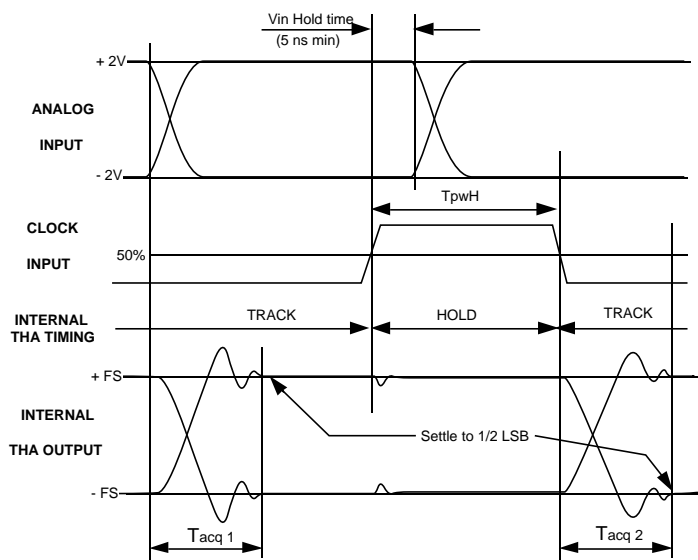 Vin Hold time
(5 ns min)
+ 2V
ANALOG
INPUT
- 2V
TpwH
CLOCK
INPUT
50%
INTERNAL
THA TIMING
TRACK
HOLD
TRACK
+ FS
INTERNAL
THA OUTPUT
Settle to 1/2 LSB
- FS
Tacq 1
Tacq 2